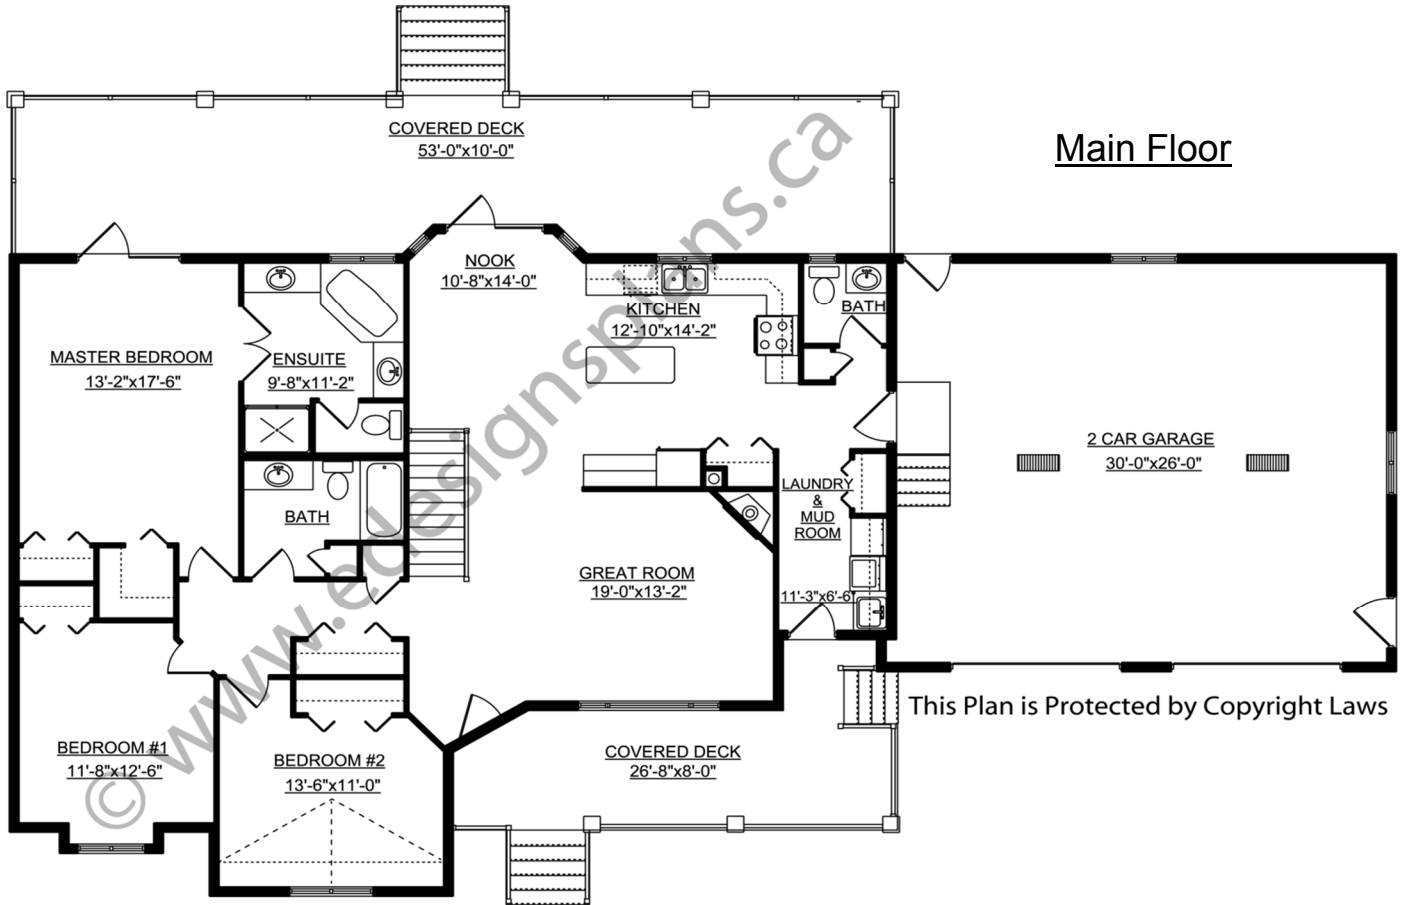 COVERED DECK
53'-0"x10'-0"
Main Floor
NOOK
10'-8"x14'-0"
KITCHEN
12'-10"x14'-2"
BATH
MASTER BEDROOM
13'-2"x17'-6"
ENSUITE
9'-8"x11'-2"
2 CAR GARAGE
30'-0"x26'-0"
LAUNDRY
&
MUD
ROOM
11'-3"x6'-6"
BATH
GREAT ROOM
19'-0"x13'-2"
This Plan is Protected by Copyright Laws
BEDROOM #1
11'-8"x12'-6"
BEDROOM #2
13'-6"x11'-0"
COVERED DECK
26'-8"x8'-0"
© www.edesignsplans.ca